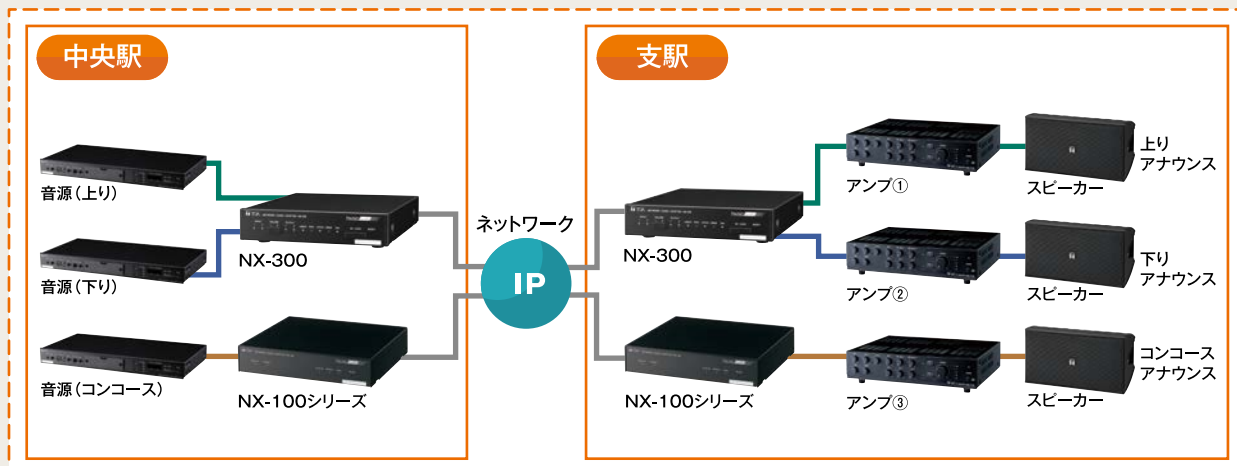 中央駅
音源(上り)
音源(下り)
NX-300
音源(コンコース)
NX-100シリーズ
ネットワーク
IP
支駅
NX-300
NX-100シリーズ
アンプ①
スピーカー
上り
アナウンス
アンプ②
スピーカー
下り
アナウンス
アンプ③
スピーカー
コンコース
アナウンス